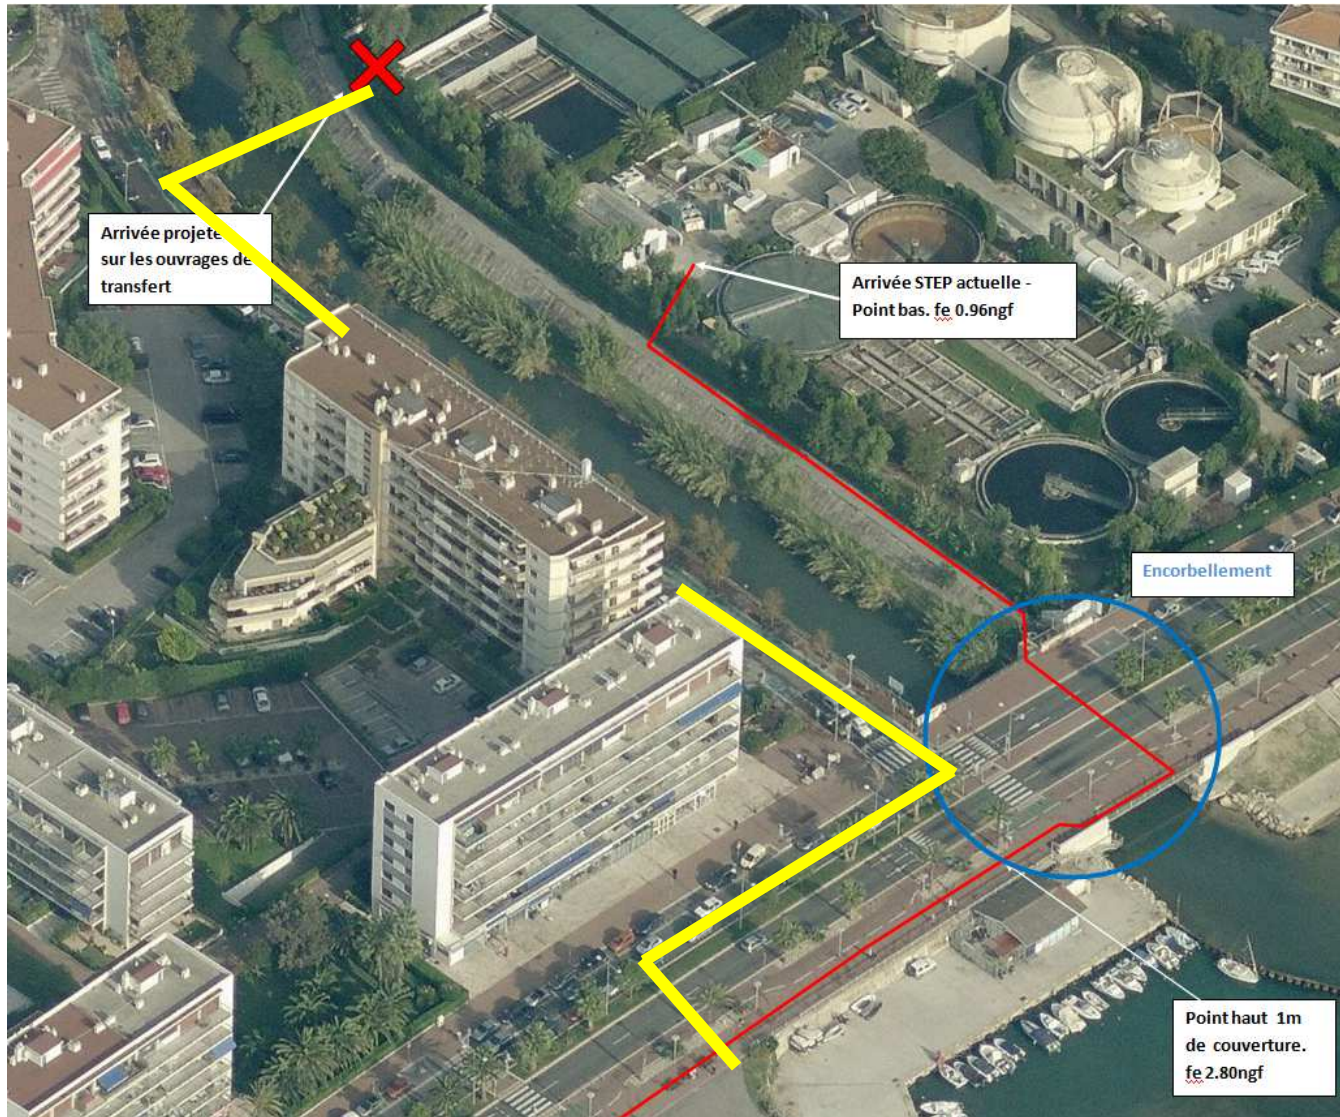 Arrivée projeté
sur les ouvrages de
transfert
Arrivée STEP actuelle -
Point bas. fe 0.96ngf
Encorbellement
Point haut 1m
de couverture.
fe 2.80ngf